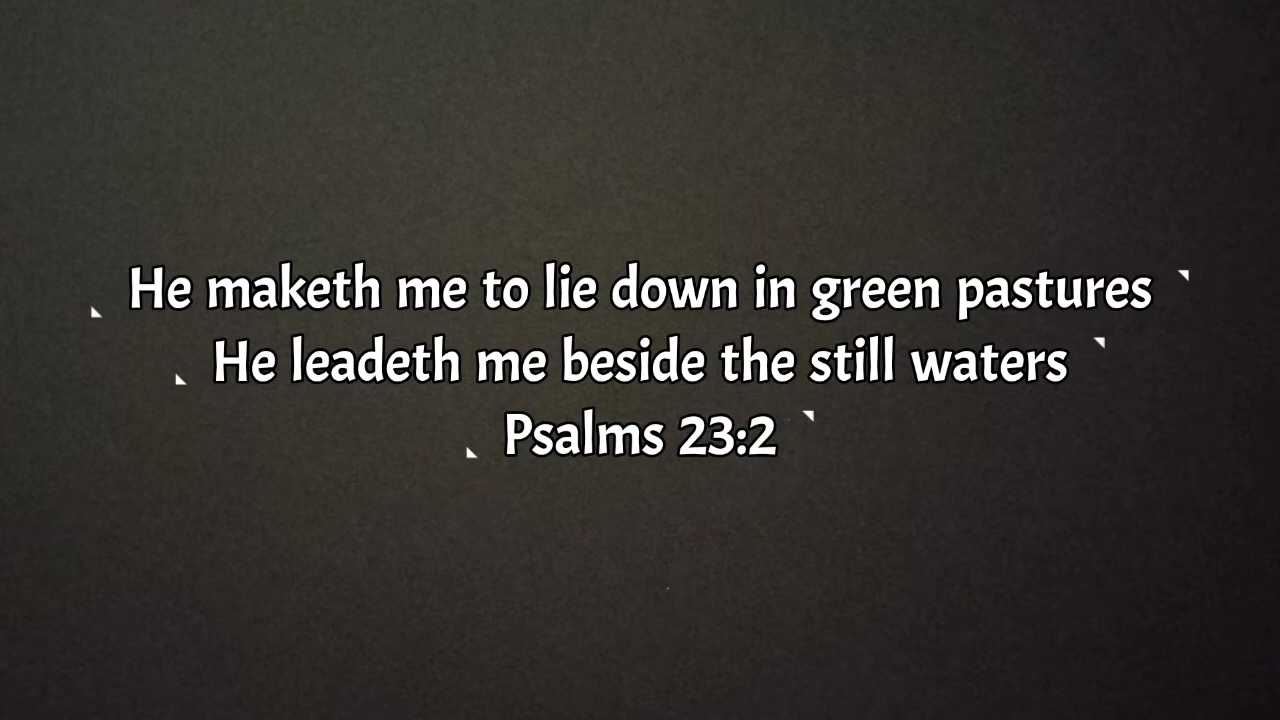 He maketh me to lie down in green pastures
He leadeth me beside the still waters
Psalms 23:2